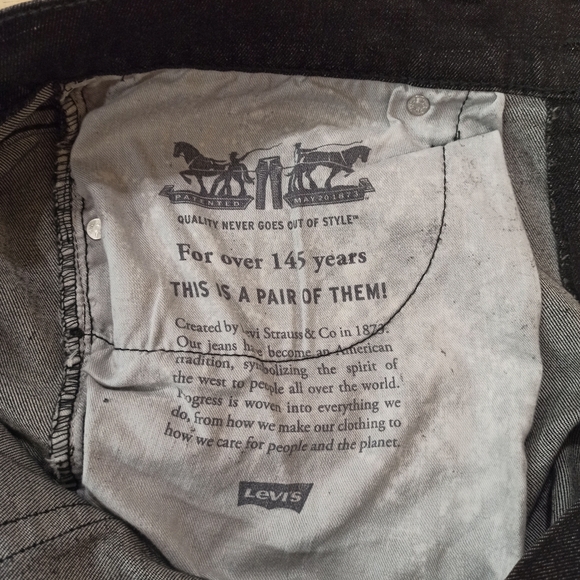 PATENTED MAY 20 1873
QUALITY NEVER GOES OUT OF STYLE™
For over 145 years
THIS IS A PAIR OF THEM!
Created by vi Strauss & Co in 1873.
Our jeans have become an American
tradition, symbolizing the spirit of
the west to people all over the world.
rogress is woven into everything we
do, from how we make our clothing to
how we care for people and the planet.
Levi's